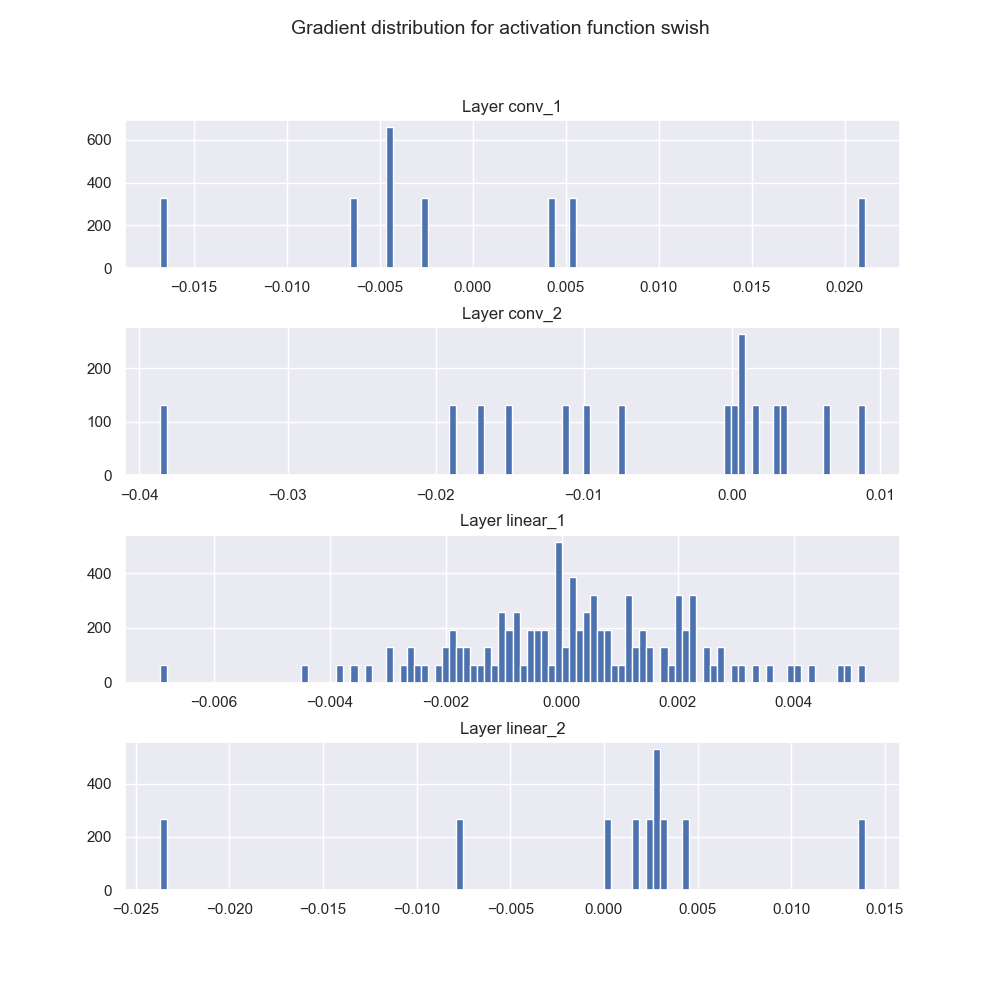 Gradient distribution for activation function swish
Layer conv_1
600
400
200
0
−0.015 −0.010 −0.005 0.000 0.005 0.010 0.015 0.020
Layer conv_2
200
100
0
−0.04 −0.03 −0.02 −0.01 0.00 0.01
Layer linear_1
400
200
0
−0.006 −0.004 −0.002 0.000 0.002 0.004
Layer linear_2
400
200
0
−0.025 −0.020 −0.015 −0.010 −0.005 0.000 0.005 0.010 0.015